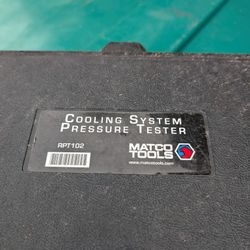 COOLING SYSTEM
PRESSURE TESTER
RPT102
MATCO
TOOLS
www.matcotools.com